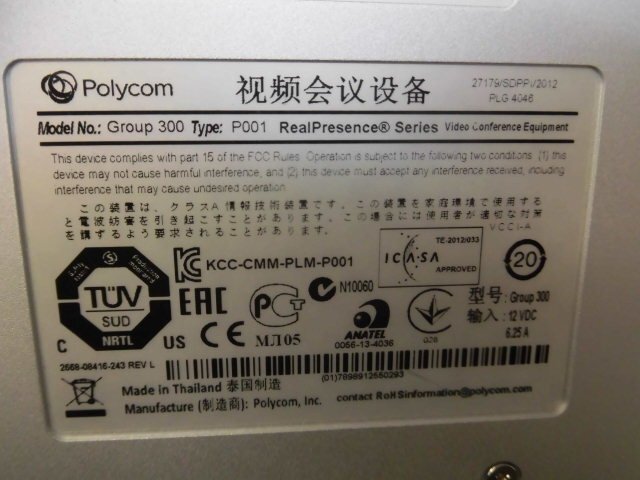 Polycom
视频会议设备
27179/SDPPI/2012
PLG 4046
Model No.: Group 300 Type: P001 RealPresence® Series Video Conference Equipment
This device complies with part 15 of the FCC Rules. Operation is subject to the following two conditions. (1) this
device may not cause harmful interference, and (2) this device must accept any interference received, including
interference that may cause undesired operation.
この装置は、クラスA情報技術装置です。この装置を家庭環境で使用する
と電波妨害を引き起こすことがあります。この場合には使用者が適切な対策
を講ずるよう要求されることがあります。
VCCI-A
KCC-CMM-PLM-P001
TÜV
SUD
NRTL
C US
EAC
CE
МЛ05
N10060
TE-2012/033
ICASA
APPROVED
20
ANATEL
0056-13-4036
型号: Group 300
输入: 12 VDC
6.25 A
2568-08416-243 REV L
(01)7898912550293
Made in Thailand 泰国制造
Manufacture (制造商): Polycom, Inc.
contact RoHSinformation@polycom.com